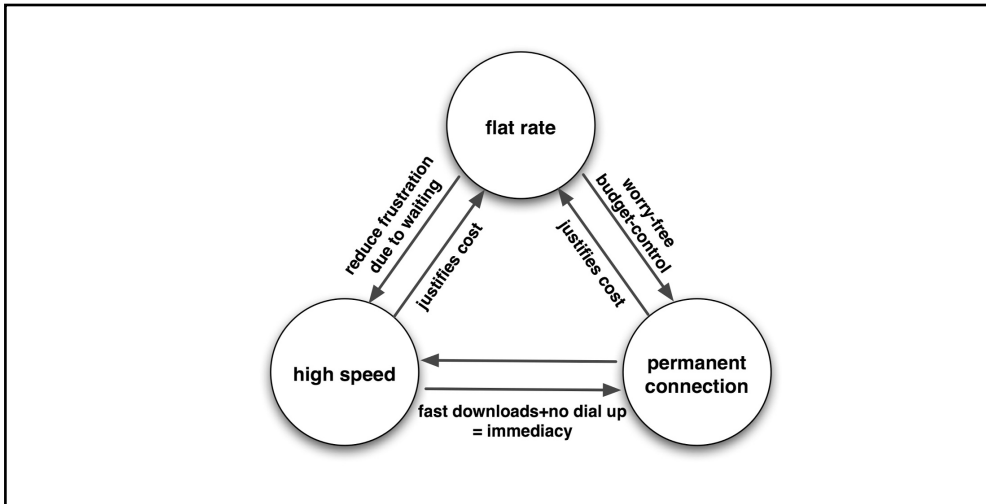 flat rate
reduce frustration
due to waiting
justifies cost
worry-free
budget-control
justifies cost
high speed
permanent
connection
fast downloads+no dial up
= immediacy